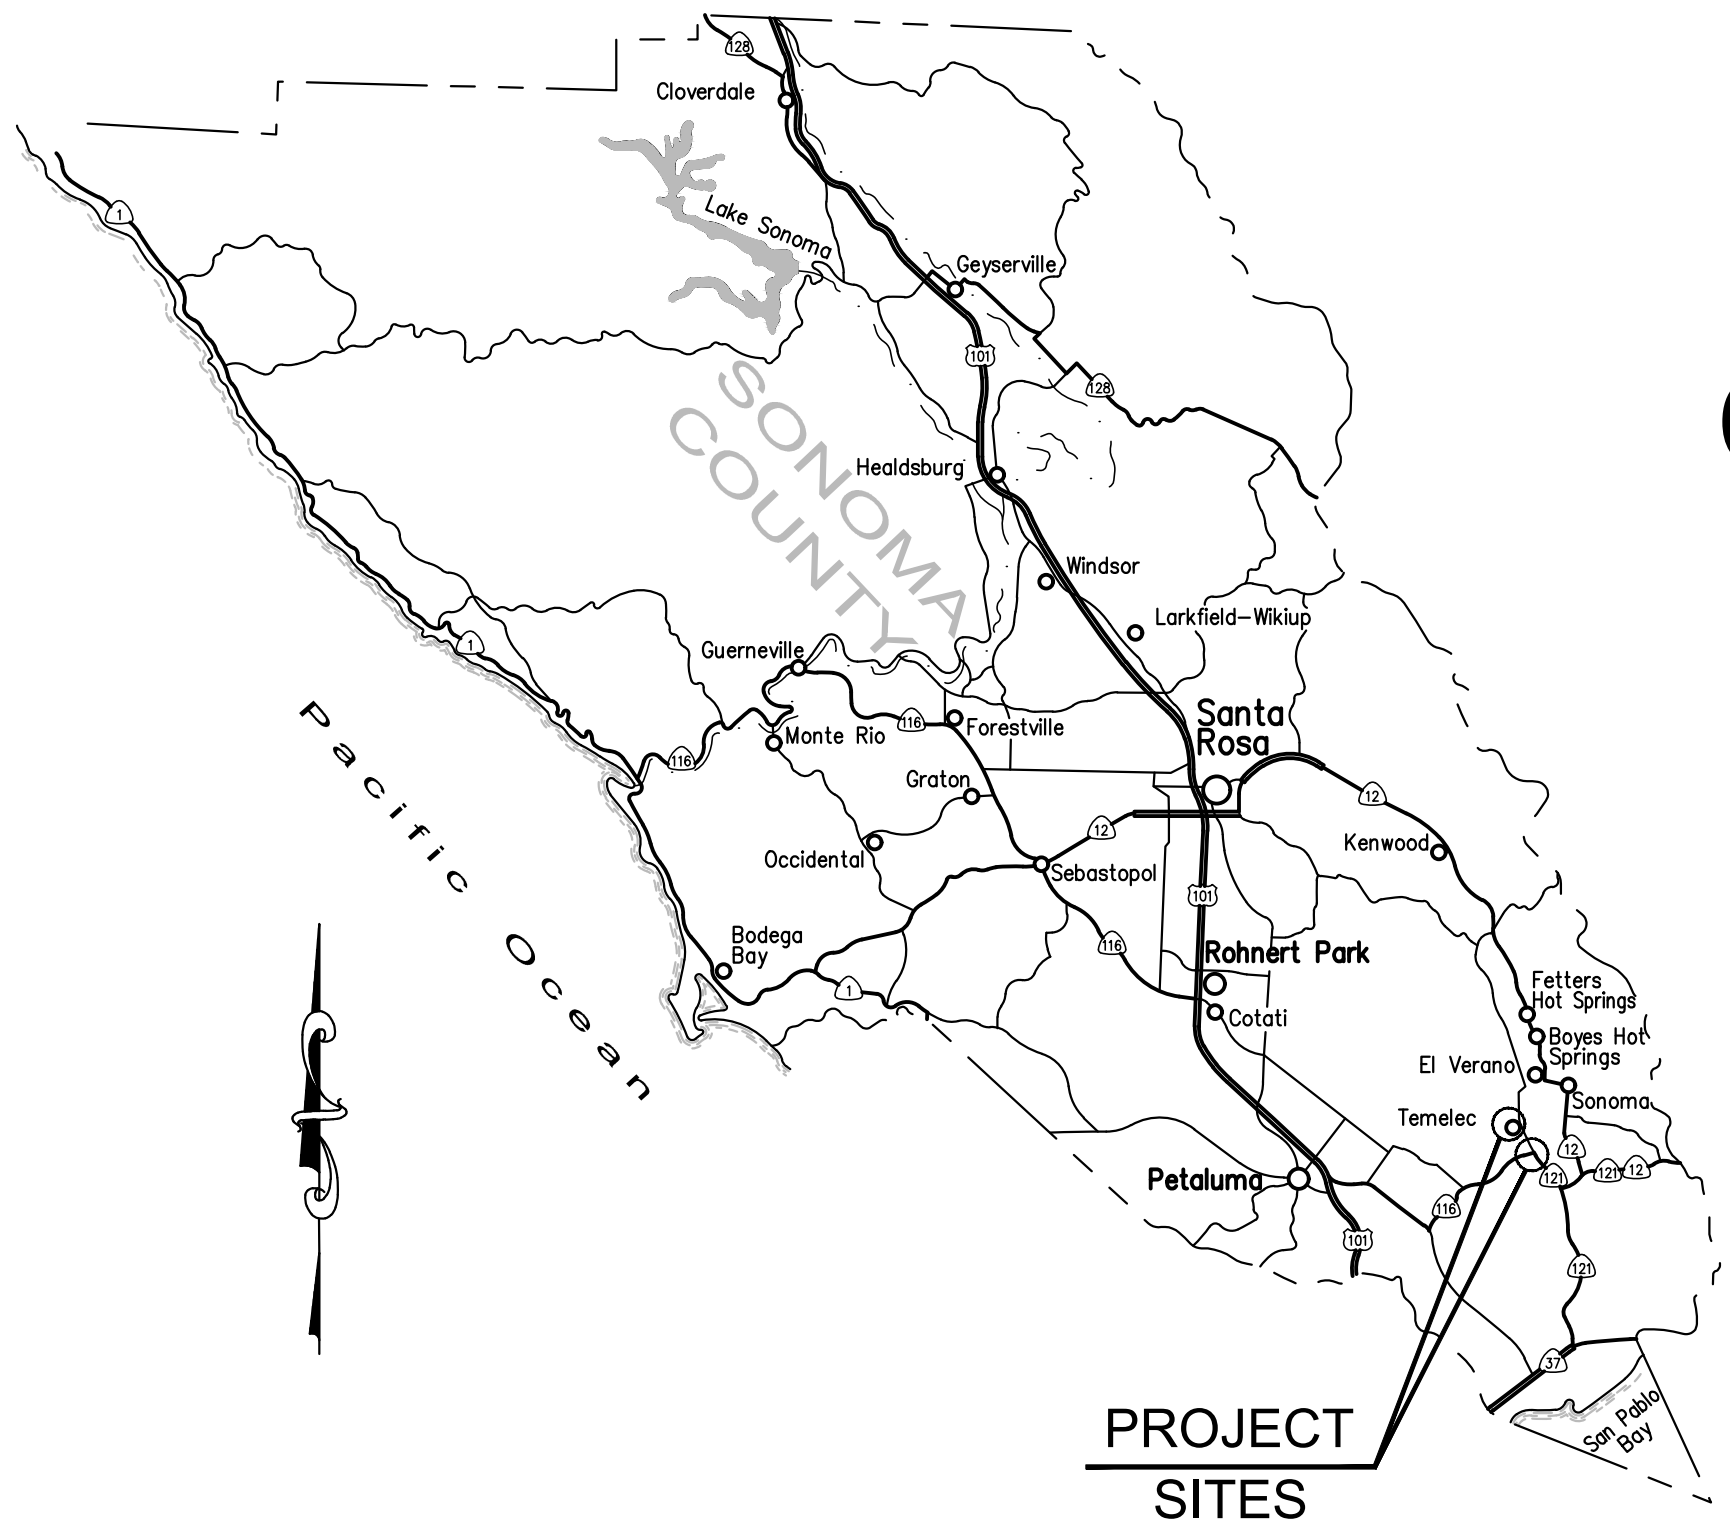 128
Cloverdale
1
Lake Sonoma
Geyserville
101
128
SONOMA
COUNTY
Healdsburg
Windsor
Larkfield-Wikiup
1
Guerneville
Santa
Rosa
116
Forestville
Monte Rio
116
Pacific Ocean
Graton
12
12
Kenwood
Occidental
Sebastopol
101
Bodega
Bay
116
Rohnert Park
1
Fetters
Hot Springs
Cotati
Boyes Hot
Springs
El Verano
Sonoma
Temelec
12
121
121
12
Petaluma
116
101
121
37
San Pablo
Bay
PROJECT
SITES